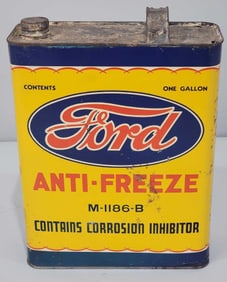 CONTENTS ONE GALLON
Ford
ANTI-FREEZE
M-1186-B
CONTAINS CORROSION INHIBITOR